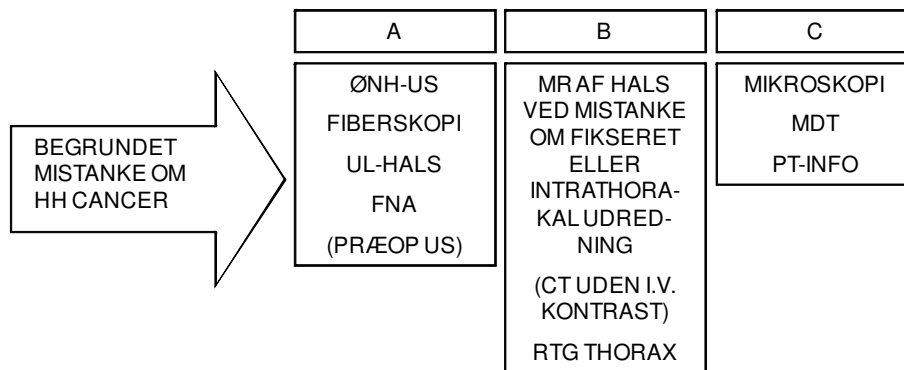 BEGRUNDET
MISTANKE OM
HH CANCER
A
ØNH-US
FIBERSKOPI
UL-HALS
FNA
(PRÆOP US)
B
MR AF HALS
VED MISTANKE
OM FIKSERET
ELLER
INTRATHORA-
KAL UDRED-
NING
(CT UDEN I.V.
KONTRAST)
RTG THORAX
C
MIKROSKOPI
MDT
PT-INFO